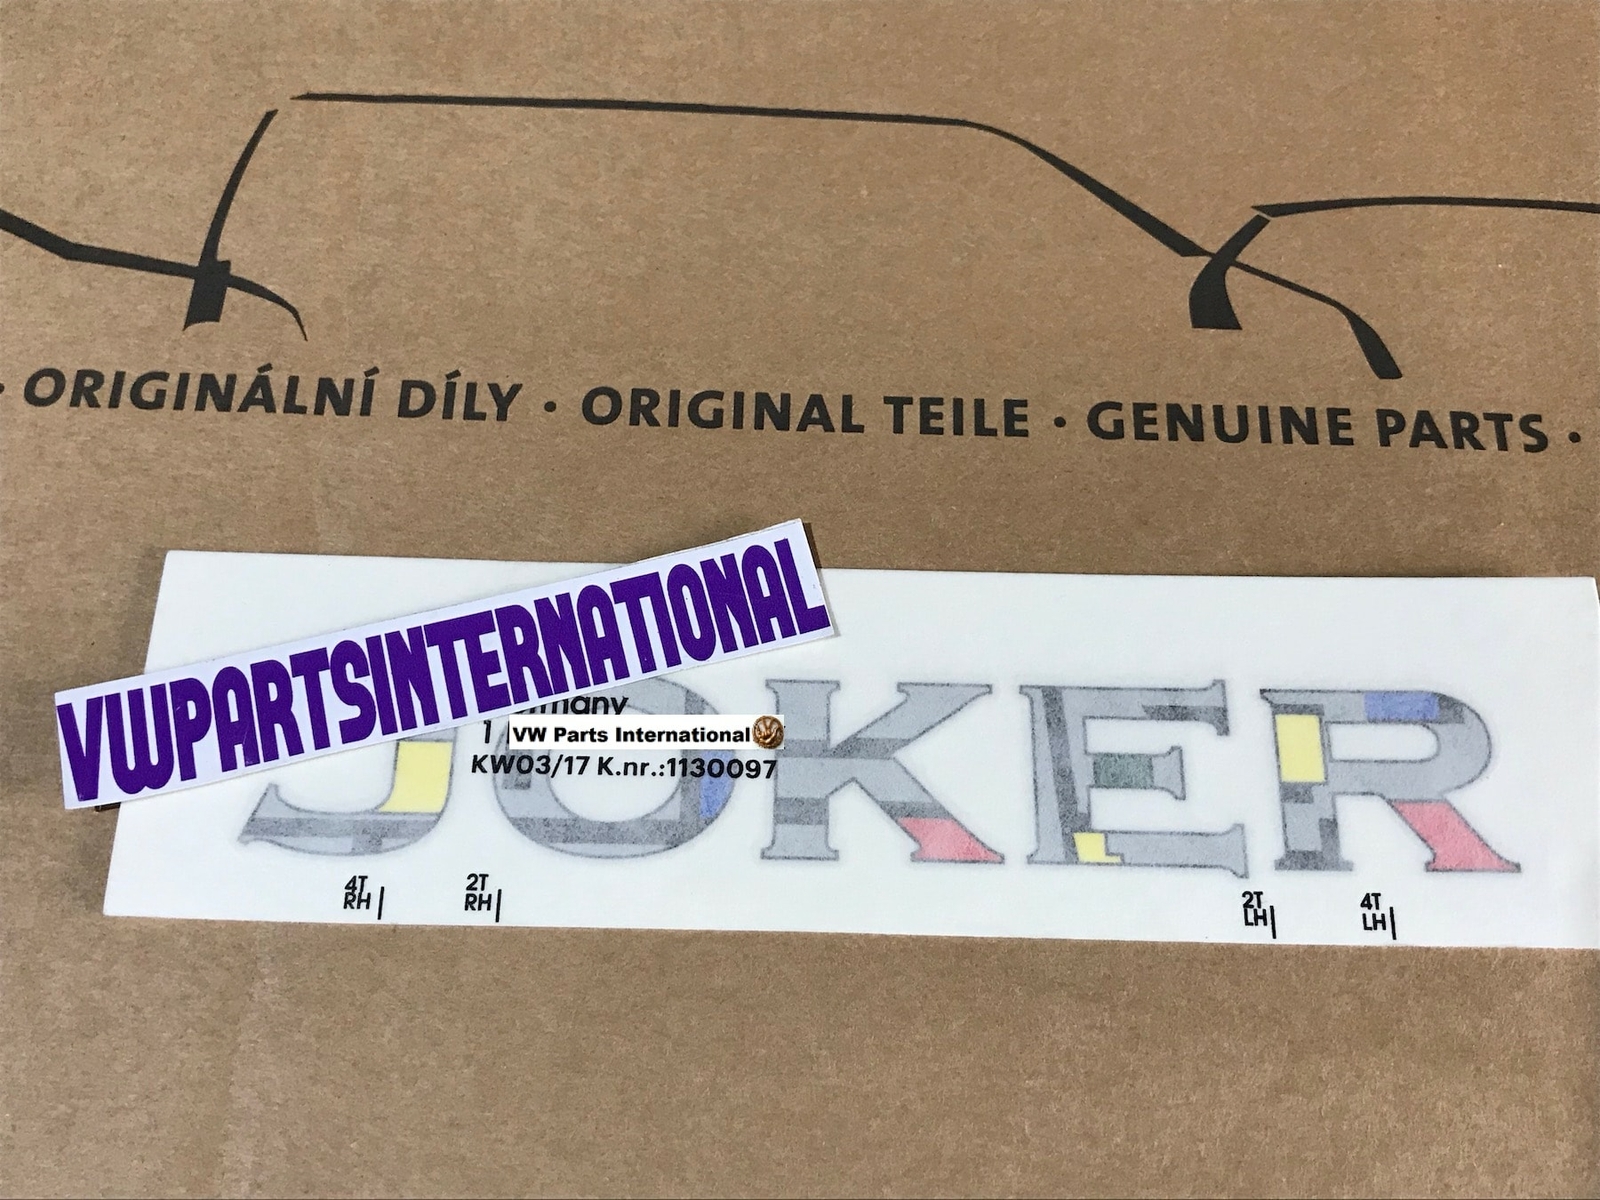 · ORIGINÁLNÍ DÍLY · ORIGINAL TEILE · GENUINE PARTS ·
VWPARTSINTERNATIONAL
1
VW Parts International
KW03/17 K.nr.:1130097
JOKER
4T
RH
2T
RH
2T
LH
4T
LH